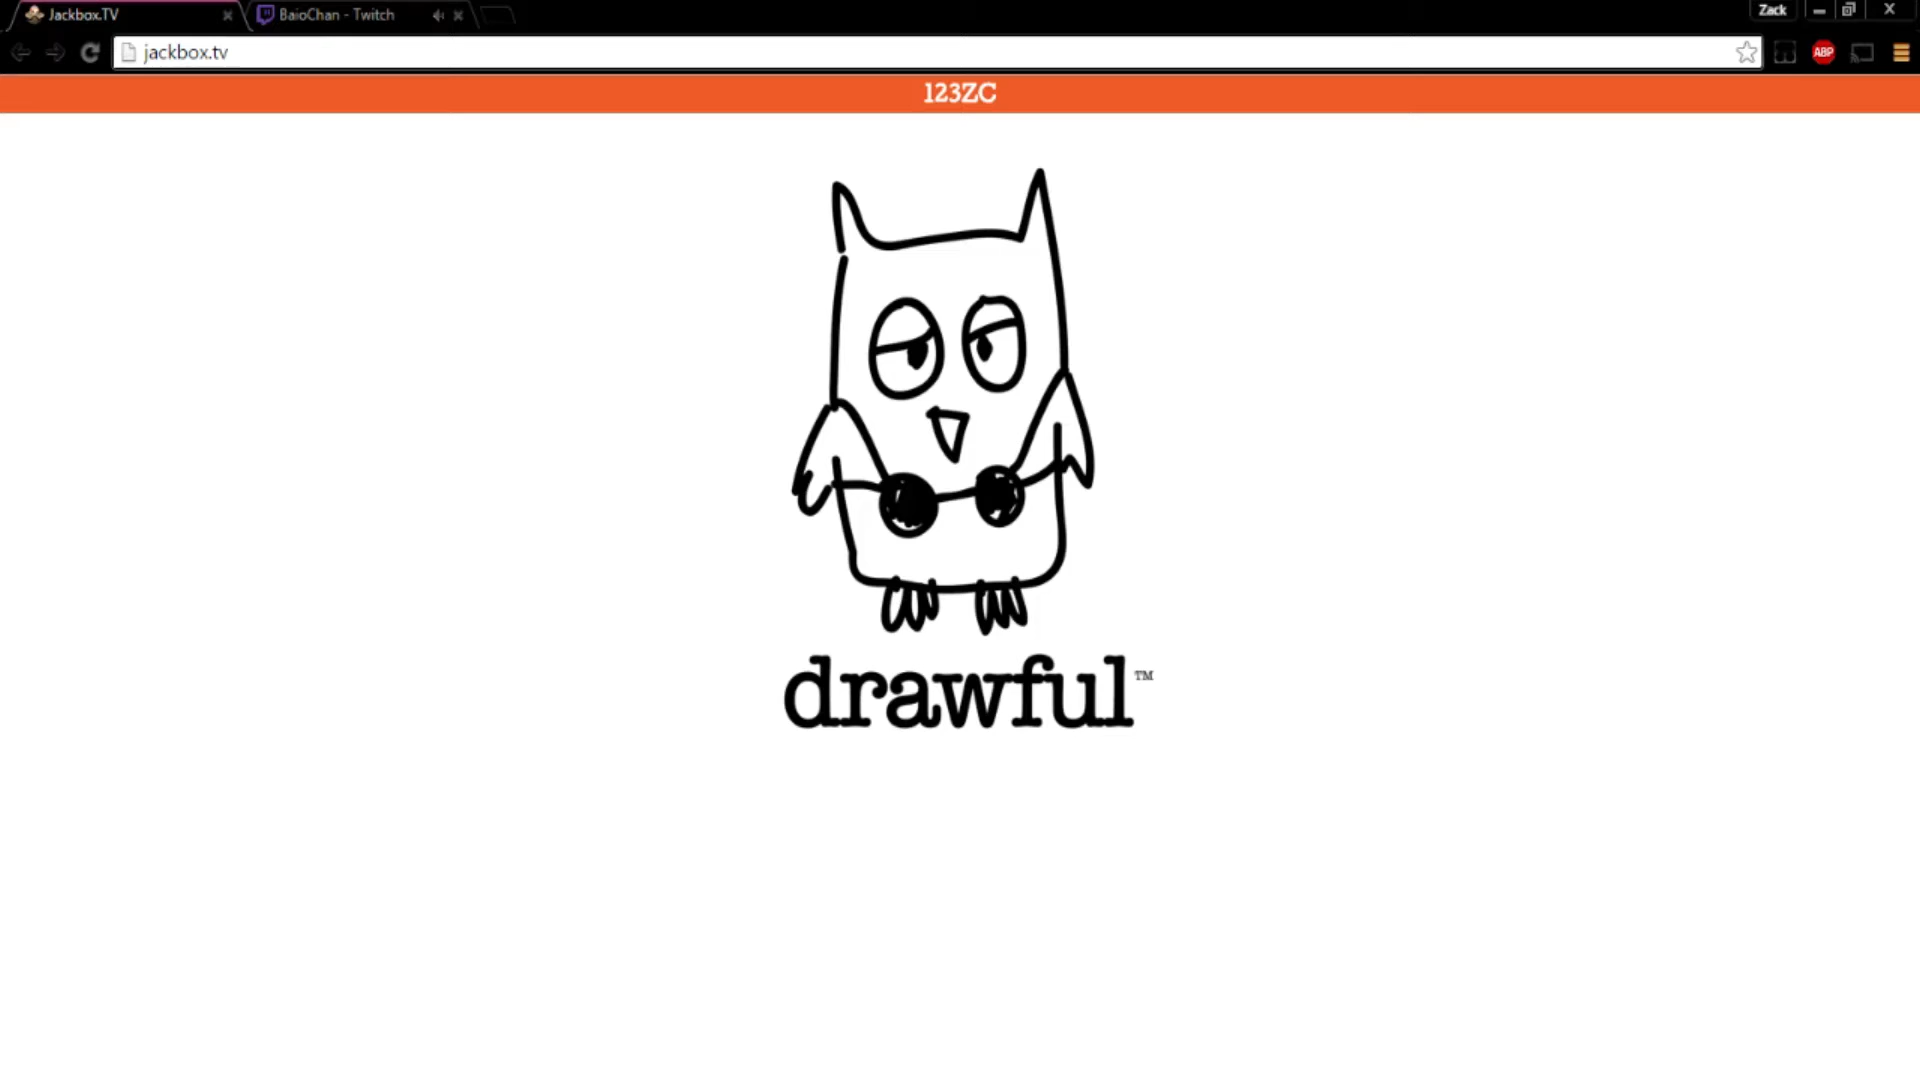 Jackbox.TV
BaioChan - Twitch
Zack
jackbox.tv
ABP
123ZC
drawful™